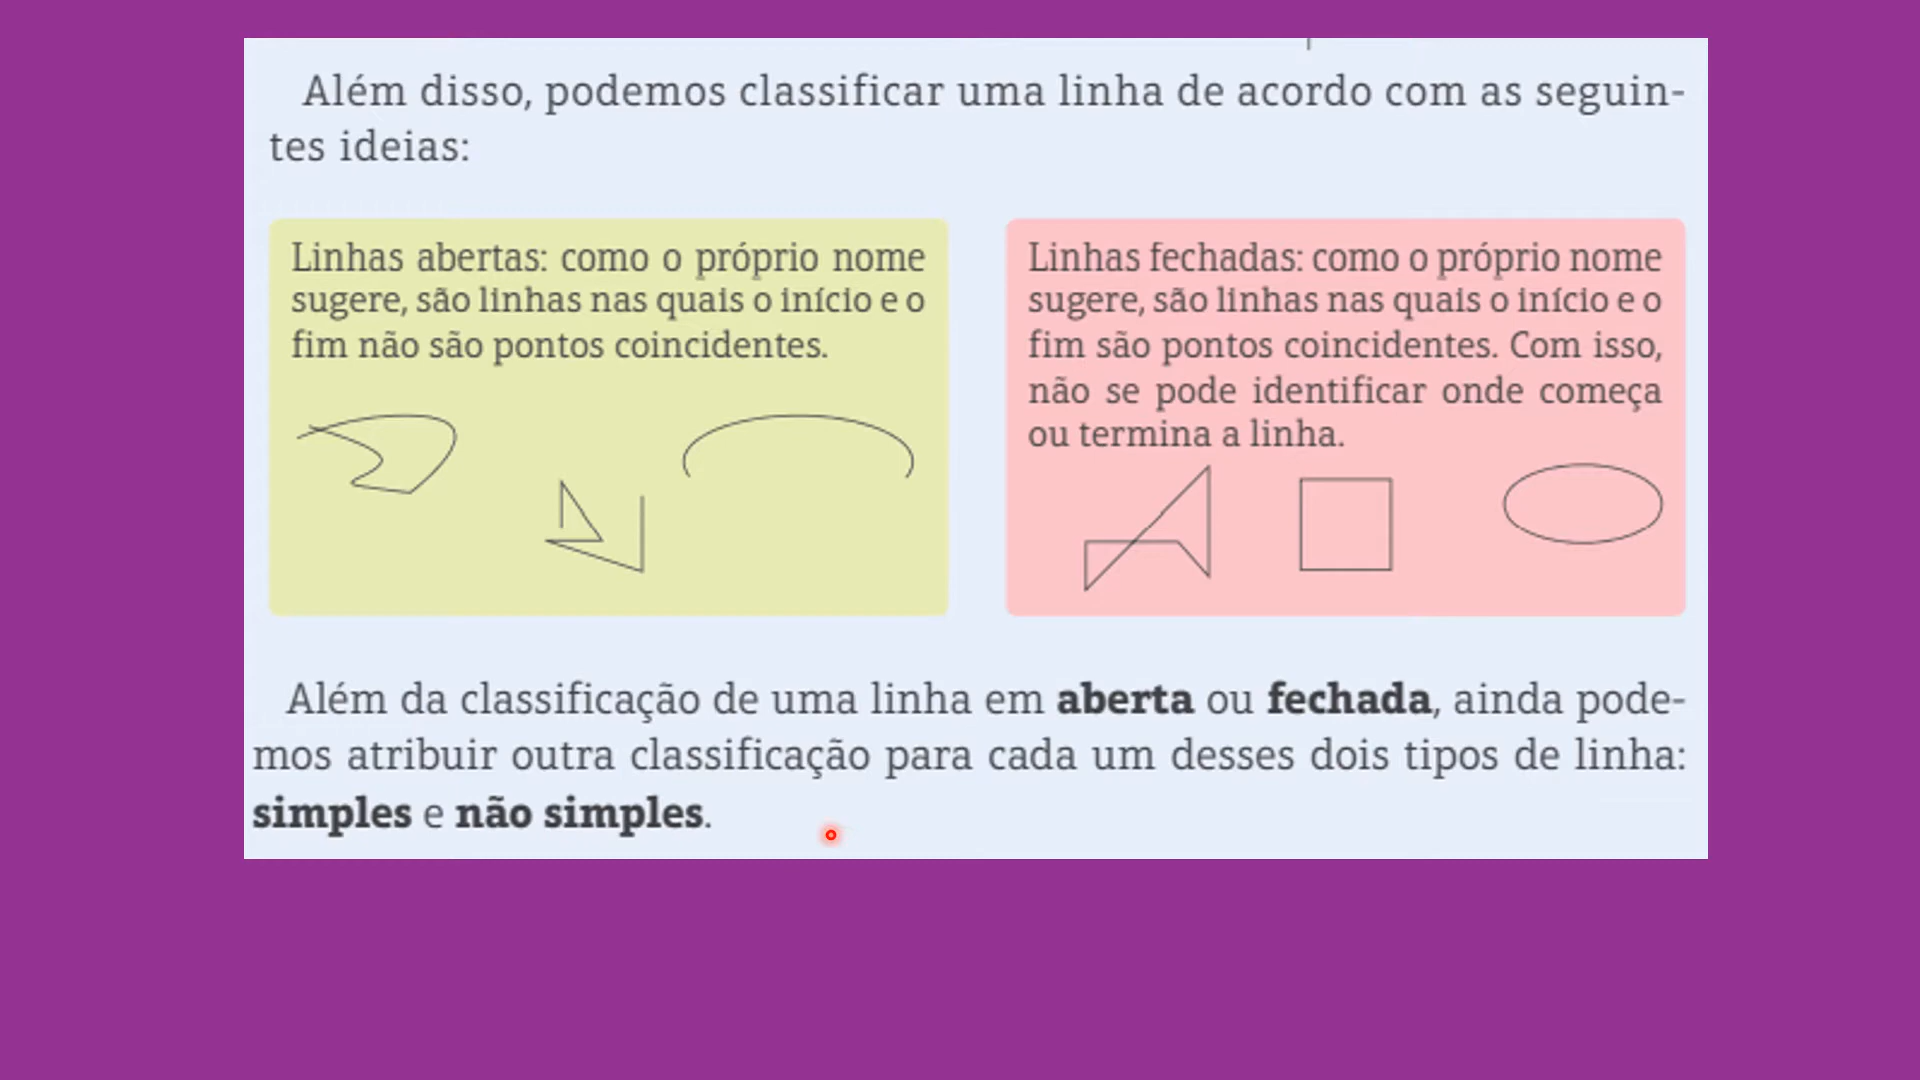 Além disso, podemos classificar uma linha de acordo com as seguin-
tes ideias:
Linhas abertas: como o próprio nome
sugere, são linhas nas quais o início e o
fim não são pontos coincidentes.
Linhas fechadas: como o próprio nome
sugere, são linhas nas quais o início e o
fim são pontos coincidentes. Com isso,
não se pode identificar onde começa
ou termina a linha.
Além da classificação de uma linha em aberta ou fechada, ainda pode-
mos atribuir outra classificação para cada um desses dois tipos de linha:
simples e não simples.